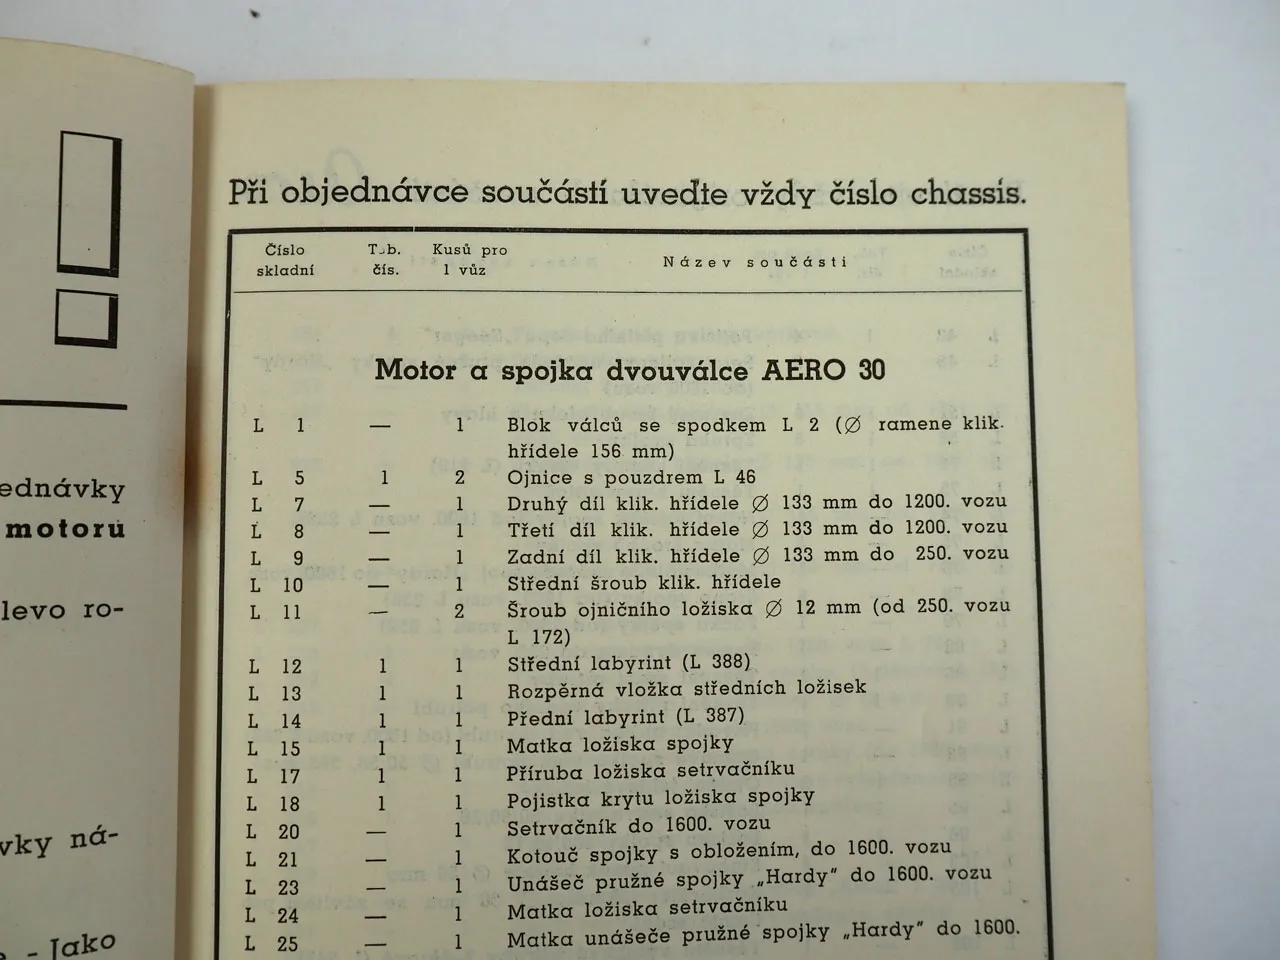 ednávky
motorů
levo ro-
vky ná-
- Jako
Při objednávce součástí uveďte vždy číslo chassis.
Číslo skladní Tab. čís. Kusů pro 1 vůz Název součásti
Motor a spojka dvouválce AERO 30
L 1 — 1 Blok válců se spodkem L 2 (∅ ramene klik.
hřídele 156 mm)
L 5 1 2 Ojnice s pouzdrem L 46
L 7 — 1 Druhý díl klik. hřídele ∅ 133 mm do 1200. vozu
L 8 — 1 Třetí díl klik. hřídele ∅ 133 mm do 1200. vozu
L 9 — 1 Zadní díl klik. hřídele ∅ 133 mm do 250. vozu
L 10 — 1 Střední šroub klik. hřídele
L 11 — 2 Šroub ojničního ložiska ∅ 12 mm (od 250. vozu
L 172)
L 12 1 1 Střední labyrint (L 388)
L 13 1 1 Rozpěrná vložka středních ložisek
L 14 1 1 Přední labyrint (L 387)
L 15 1 1 Matka ložiska spojky
L 17 1 1 Příruba ložiska setrvačníku
L 18 1 1 Pojistka krytu ložiska spojky
L 20 — 1 Setrvačník do 1600. vozu
L 21 — 1 Kotouč spojky s obložením, do 1600. vozu
L 23 — 1 Unášeč pružné spojky „Hardy" do 1600. vozu
L 24 — 1 Matka ložiska setrvačníku
L 25 — 1 Matka unášeče pružné spojky „Hardy" do 1600.